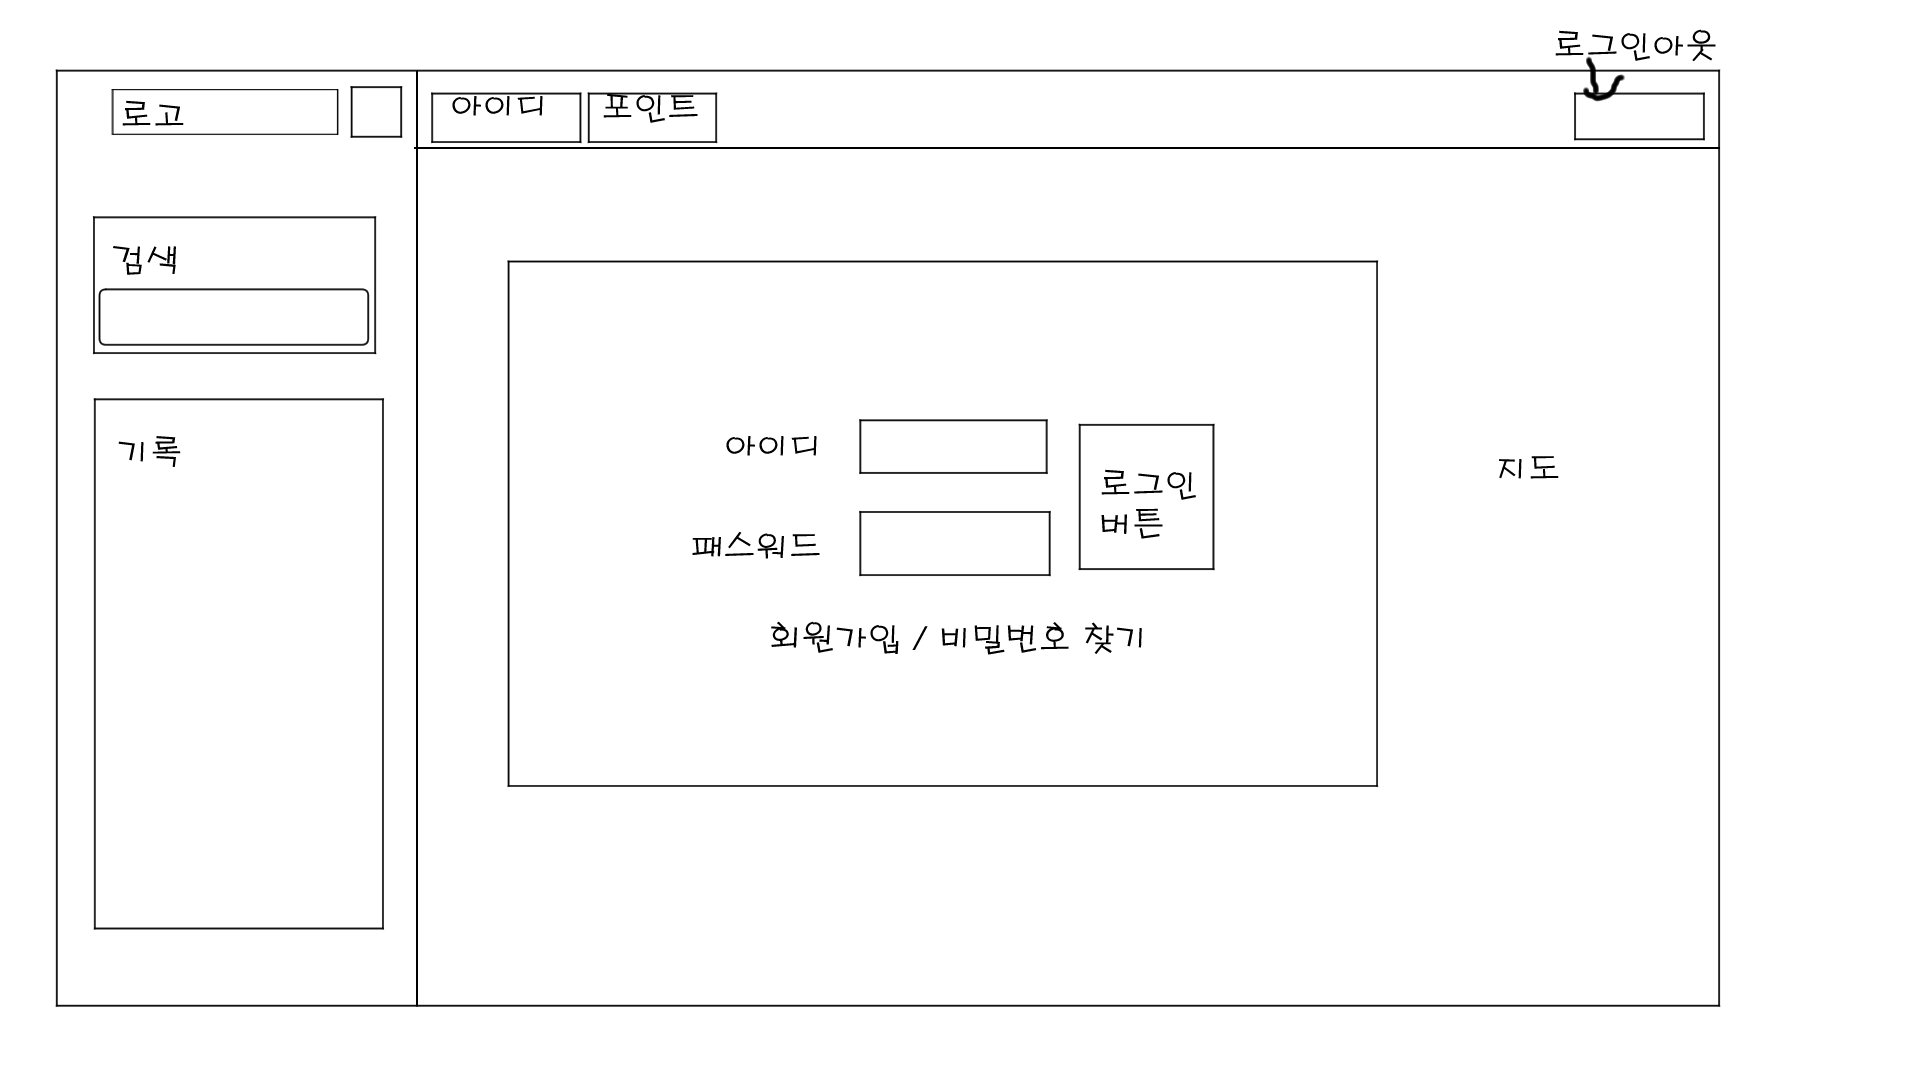 로그인아웃
로고
아이디
포인트
검색
기록
아이디
로그인
버튼
패스워드
지도
회원가입 / 비밀번호 찾기